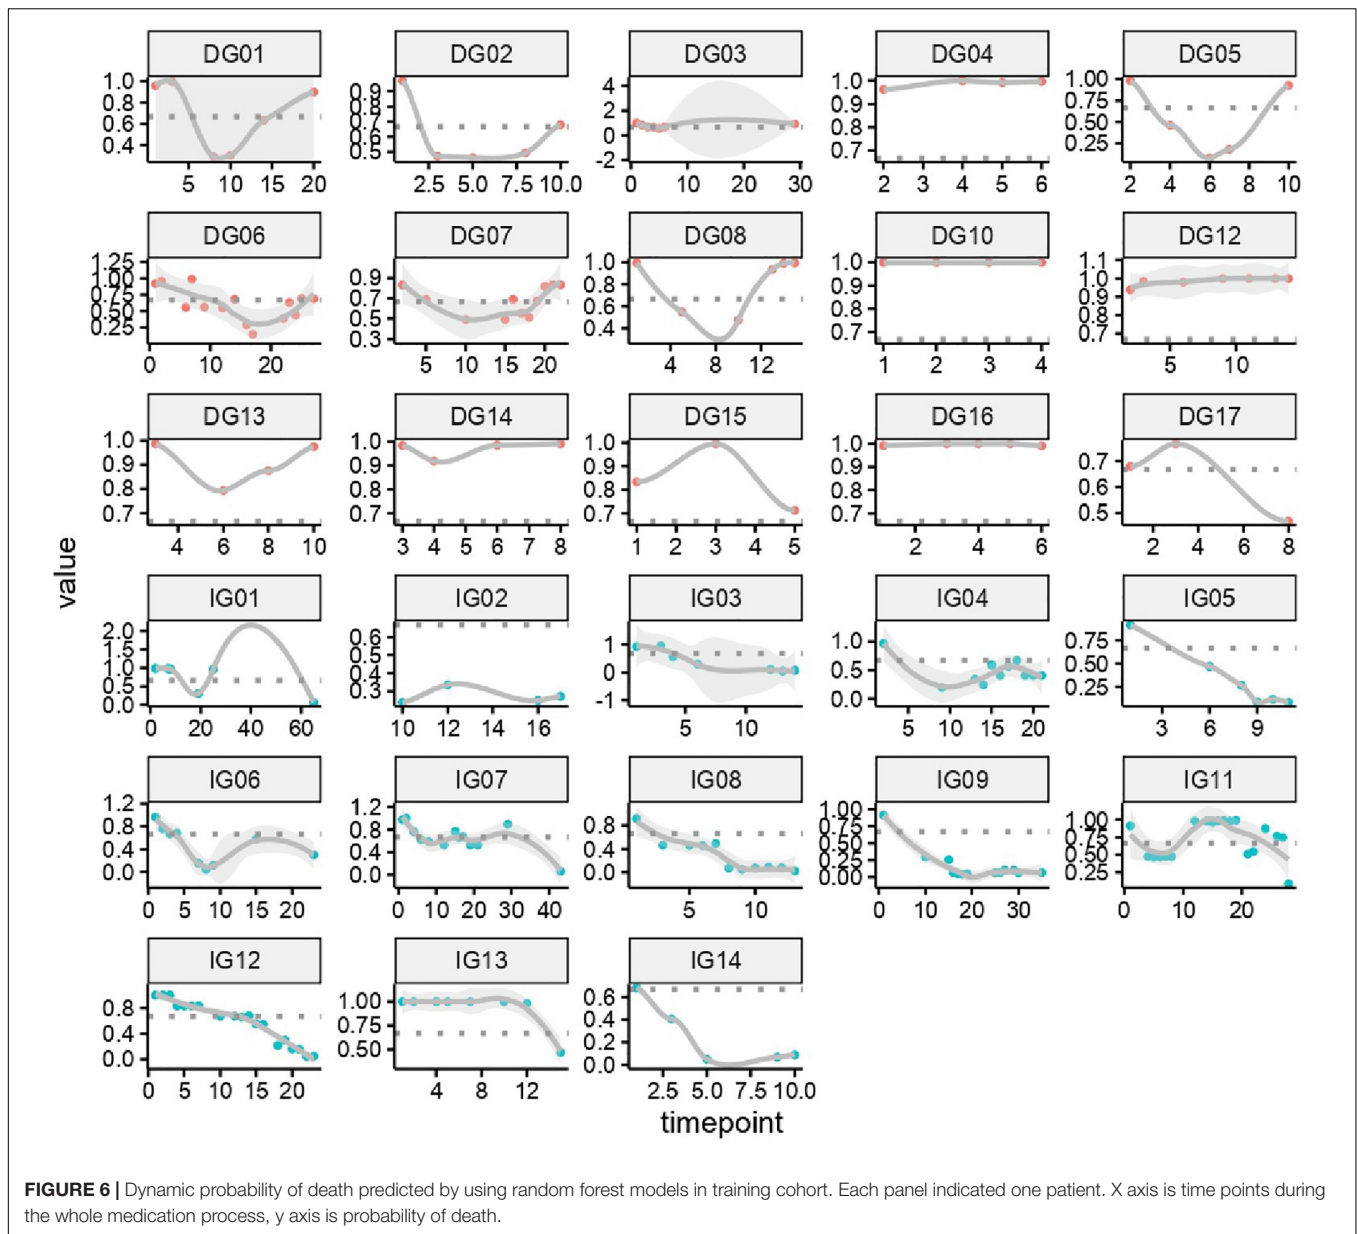 DG01 DG02 DG03 DG04 DG05
1.0 0.8 0.6 0.4
5 10 15 20
0.9 0.8 0.7 0.6 0.5
2.5 5.0 7.5 10.0
4 2 0 -2
0 10 20 30
1.0 0.9 0.8 0.7
2 3 4 5 6
1.00 0.75 0.50 0.25
2 4 6 8 10
DG06 DG07 DG08 DG10 DG12
1.25 1.00 0.75 0.50 0.25
0 10 20
0.9 0.7 0.5 0.3
5 10 15 20
1.0 0.8 0.6 0.4
4 8 12
1.0 0.9 0.8 0.7
1 2 3 4
1.1 1.0 0.9 0.8 0.7
5 10
DG13 DG14 DG15 DG16 DG17
1.0 0.9 0.8 0.7
4 6 8 10
1.0 0.9 0.8 0.7
3 4 5 6 7 8
1.0 0.9 0.8 0.7
1 2 3 4 5
1.0 0.9 0.8 0.7
2 4 6
0.7 0.6 0.5
2 4 6 8
value
IG01 IG02 IG03 IG04 IG05
2.0 1.5 1.0 0.5 0.0
0 20 40 60
0.6 0.5 0.4 0.3
10 12 14 16
1 0 -1
5 10
1.0 0.5 0.0
5 10 15 20
0.75 0.50 0.25
3 6 9
IG06 IG07 IG08 IG09 IG11
1.2 0.8 0.4 0.0
0 5 10 15 20
1.2 0.8 0.4 0.0
0 10 20 30 40
0.8 0.4 0.0
5 10
1.00 0.75 0.50 0.25 0.00
0 10 20 30
1.00 0.75 0.50 0.25
0 10 20
IG12 IG13 IG14
0.8 0.4 0.0
0 5 10 15 20
1.00 0.75 0.50
4 8 12
0.6 0.4 0.2 0.0
2.5 5.0 7.5 10.0
timepoint
FIGURE 6 | Dynamic probability of death predicted by using random forest models in training cohort. Each panel indicated one patient. X axis is time points during
the whole medication process, y axis is probability of death.